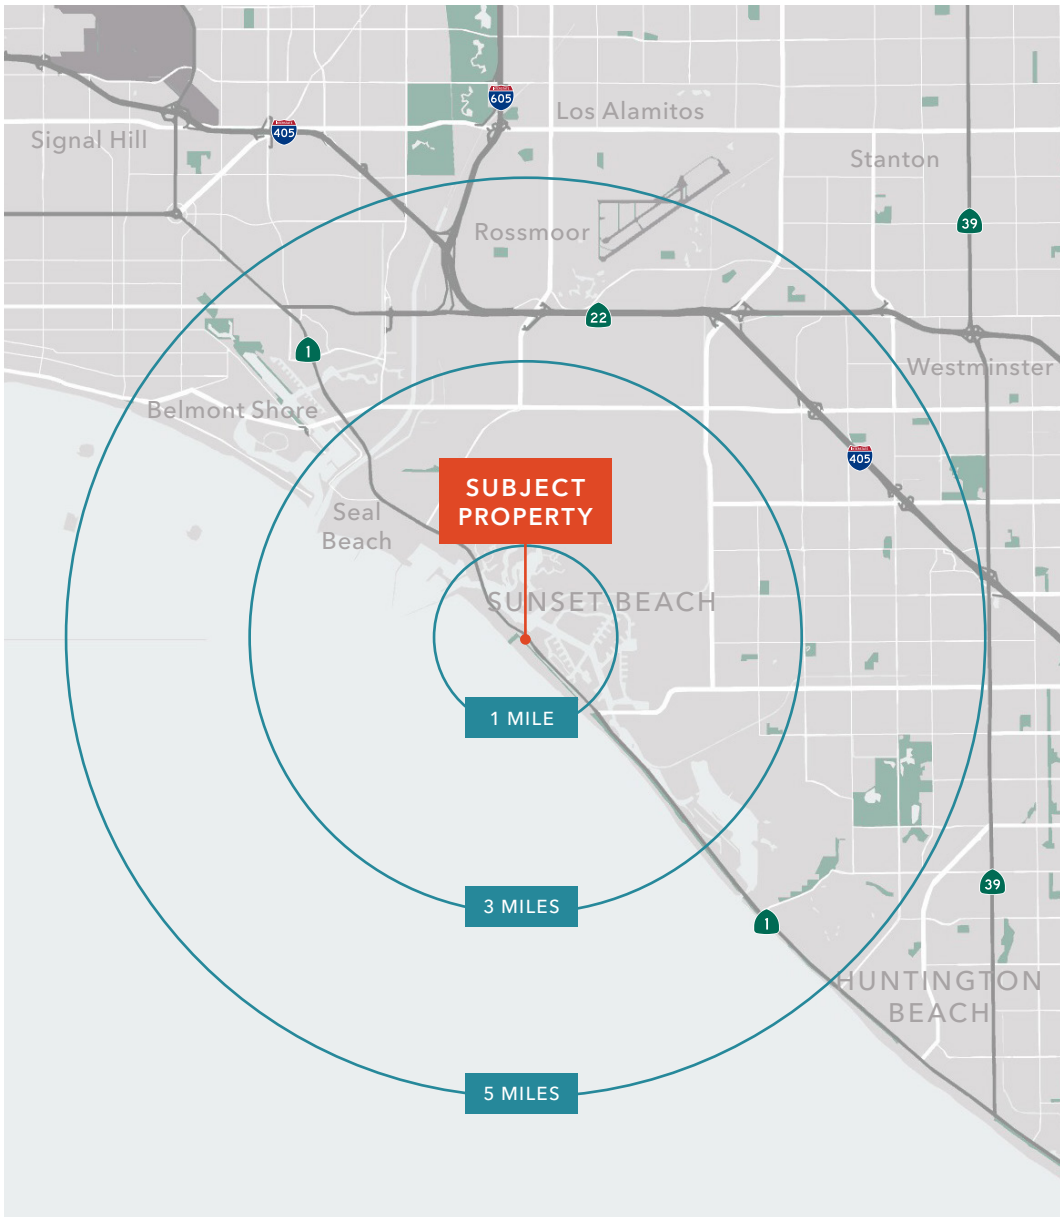 605
Los Alamitos
405
Signal Hill
Stanton
39
Rossmoor
22
1
Westminster
Belmont Shore
405
SUBJECT
PROPERTY
Seal
Beach
SUNSET BEACH
1 MILE
39
3 MILES
1
HUNTINGTON
BEACH
5 MILES